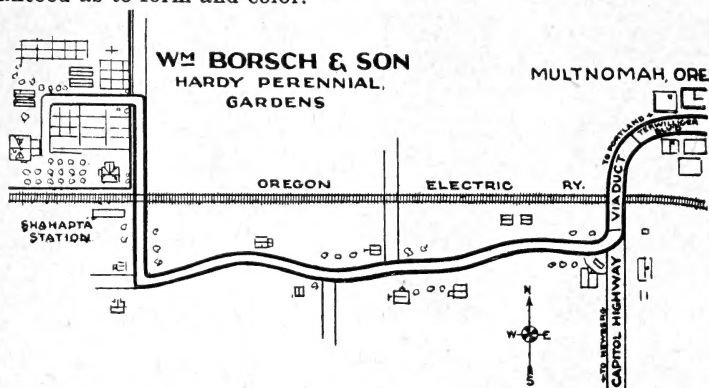 anteed as to form and color.
WM BORSCH & SON
HARDY PERENNIAL,
GARDENS
MULTNOMAH, ORE
TO PORTLAND
TERWILLIGER
BLVD
OREGON ELECTRIC RY.
VIADUCT
SHAHAPTA
STATION
CAPITOL HIGHWAY
TO NEWBERG
N
W E
S